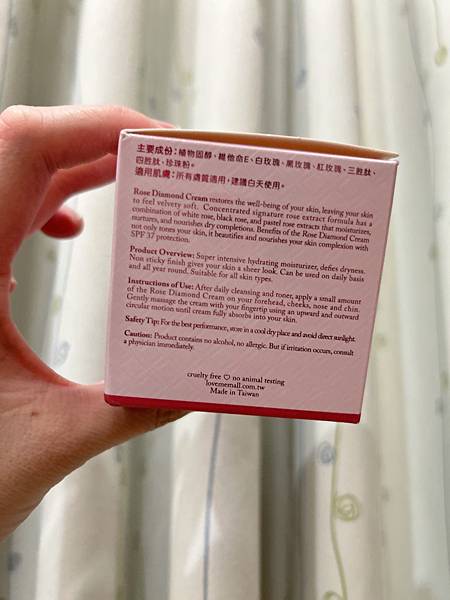 主要成份：植物固醇、維他命E、白玫瑰、黑玫瑰、紅玫瑰、三胜肽、
四胜肽、珍珠粉。
適用肌膚：所有膚質適用，建議白天使用。
Rose Diamond Cream restores the well-being of your skin, leaving your skin
to feel velvety soft. Concentrated signature rose extract formula has a
combination of white rose, black rose, and pastel rose extracts that moisturizes,
nurtures, and nourishes dry complections. Benefits of the Rose Diamond Cream
not only tones your skin, it beautifies and nourishes your skin complexion with
SPF 37 protection.
Product Overview: Super intensive hydrating moisturizer, defies dryness.
Non sticky finish gives your skin a sheer look. Can be used on daily basis
and all year round. Suitable for all skin types.
Instructions of Use: After daily cleansing and toner, apply a small amount
of the Rose Diamond Cream on your forehead, cheeks, nose and chin.
Gently massage the cream with your fingertip using an upward and outward
circular motion until cream fully absorbs into your skin.
Safety Tip: For the best performance, store in a cool dry place and avoid direct sunlight.
Caution: Product contains no alcohol, no allergic. But if irritation occurs, consult
a physician immediately.
cruelty free ♡ no animal testing
lovememall.com.tw
Made in Taiwan